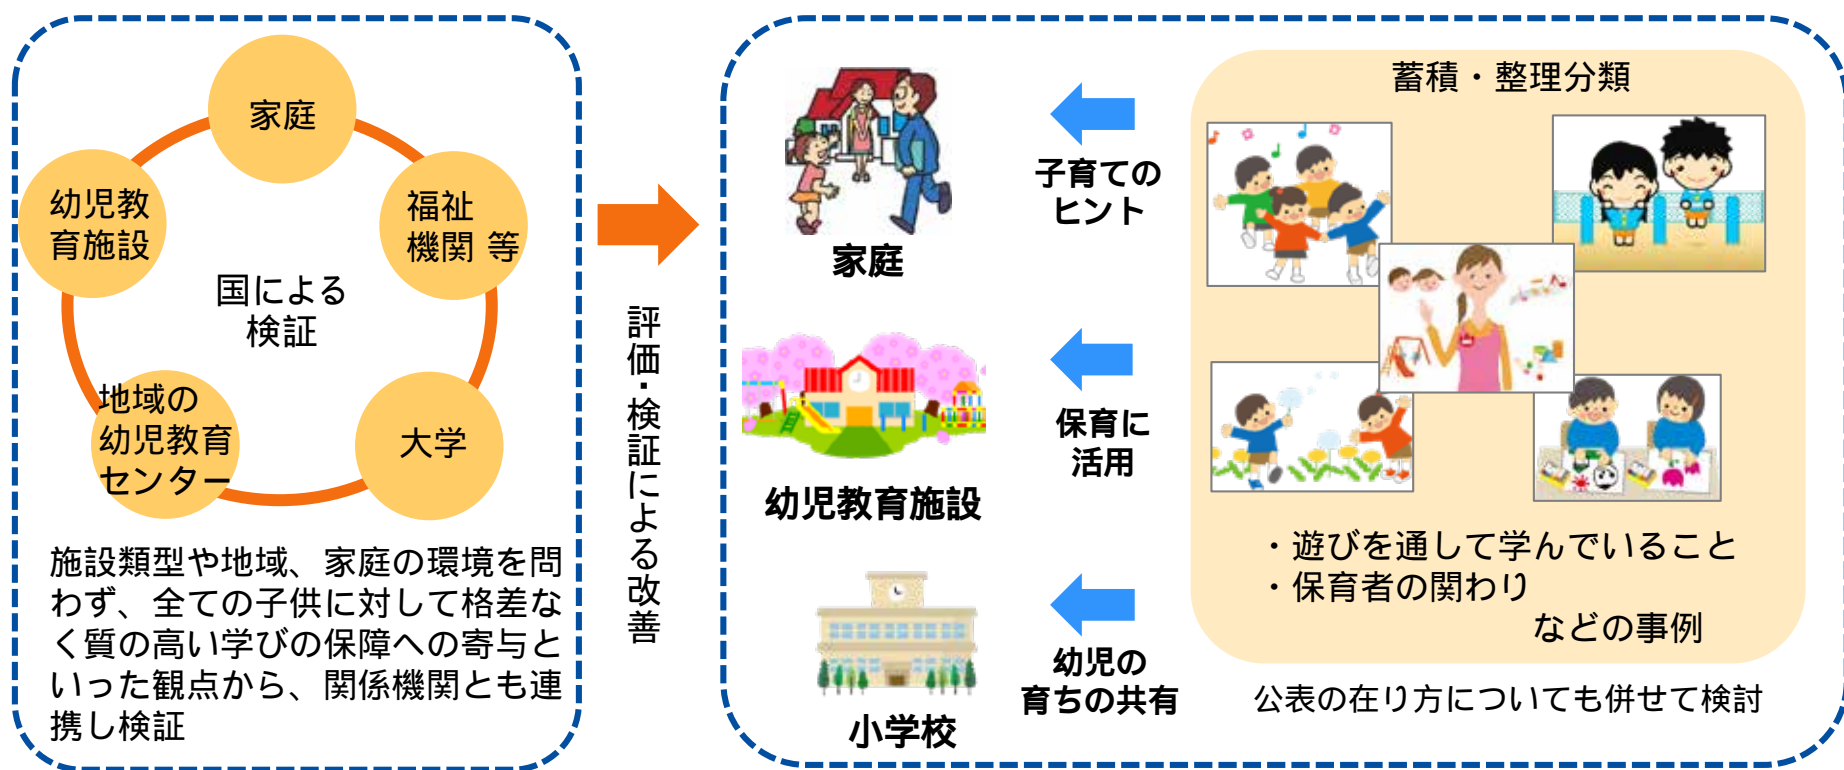 家庭
幼児教
育施設
福祉
機関 等
国による
検証
地域の
幼児教育
センター
大学
施設類型や地域、家庭の環境を問
わず、全ての子供に対して格差な
く質の高い学びの保障への寄与と
いった観点から、関係機関とも連
携し検証
評価・検証による改善
家庭
子育ての
ヒント
幼児教育施設
保育に
活用
小学校
幼児の
育ちの共有
蓄積・整理分類
・遊びを通して学んでいること
・保育者の関わり
などの事例
公表の在り方についても併せて検討